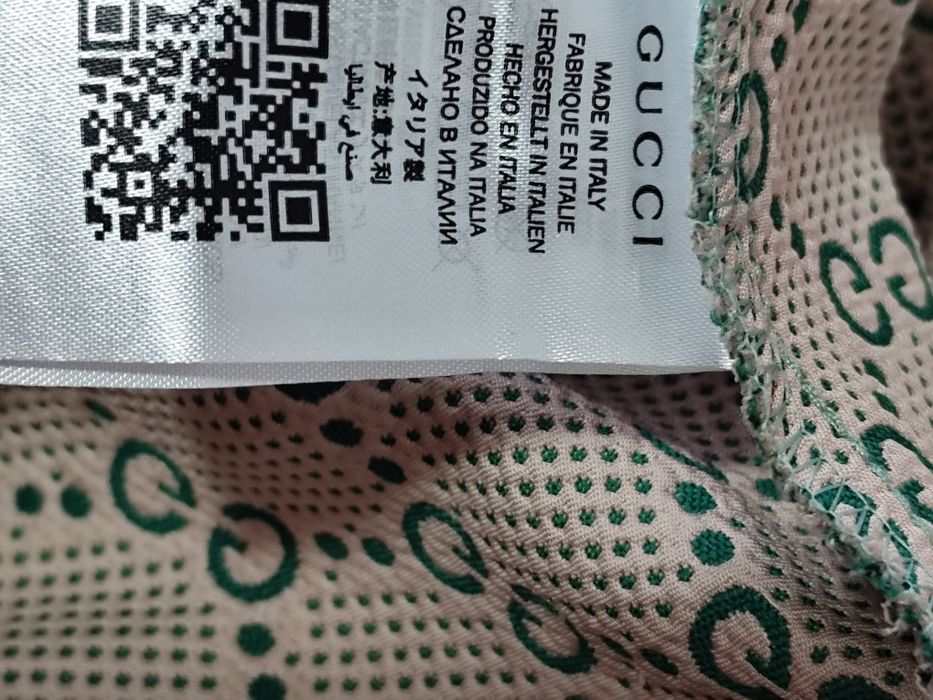 GUCCI
MADE IN ITALY
FABRIQUE EN ITALIE
HERGESTELLT IN ITALIEN
HECHO EN ITALIA
PRODUZIDO NA ITALIA
СДЕЛАНО В ИТАЛИИ
イタリア製
产地:意大利
صنع في إيطاليا